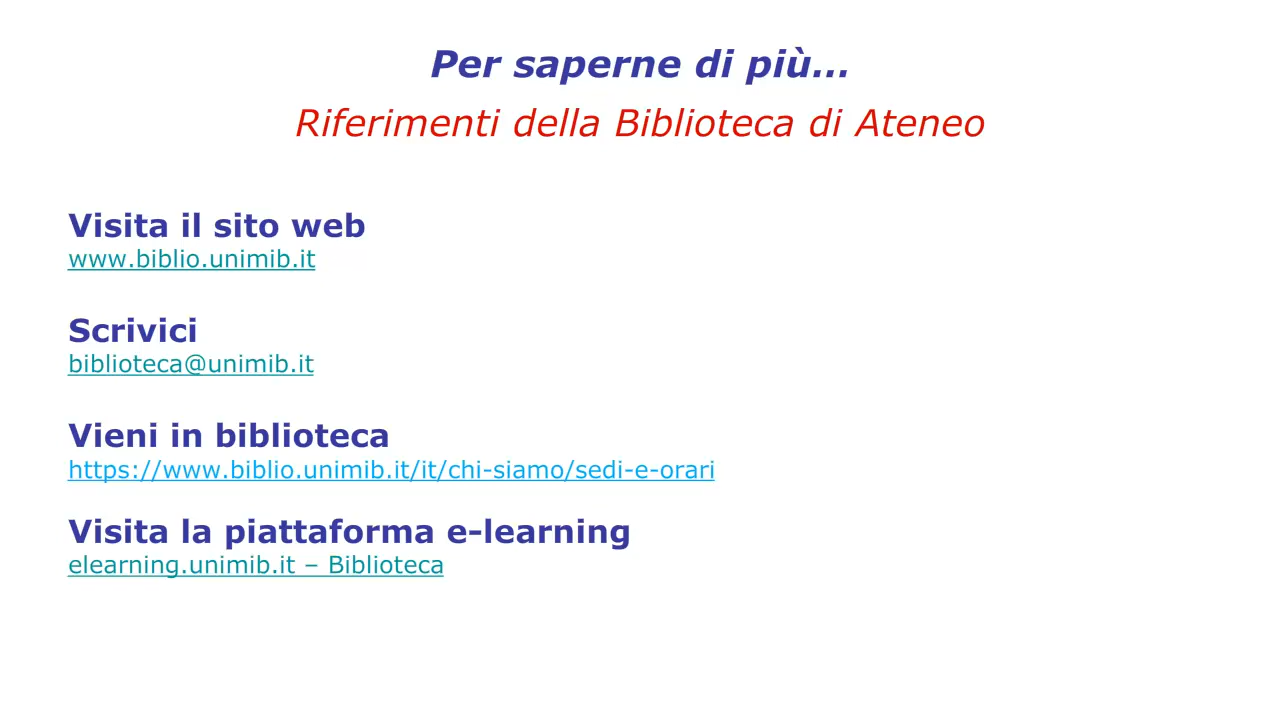 Per saperne di più…
Riferimenti della Biblioteca di Ateneo
Visita il sito web
www.biblio.unimib.it
Scrivici
biblioteca@unimib.it
Vieni in biblioteca
https://www.biblio.unimib.it/it/chi-siamo/sedi-e-orari
Visita la piattaforma e-learning
elearning.unimib.it – Biblioteca